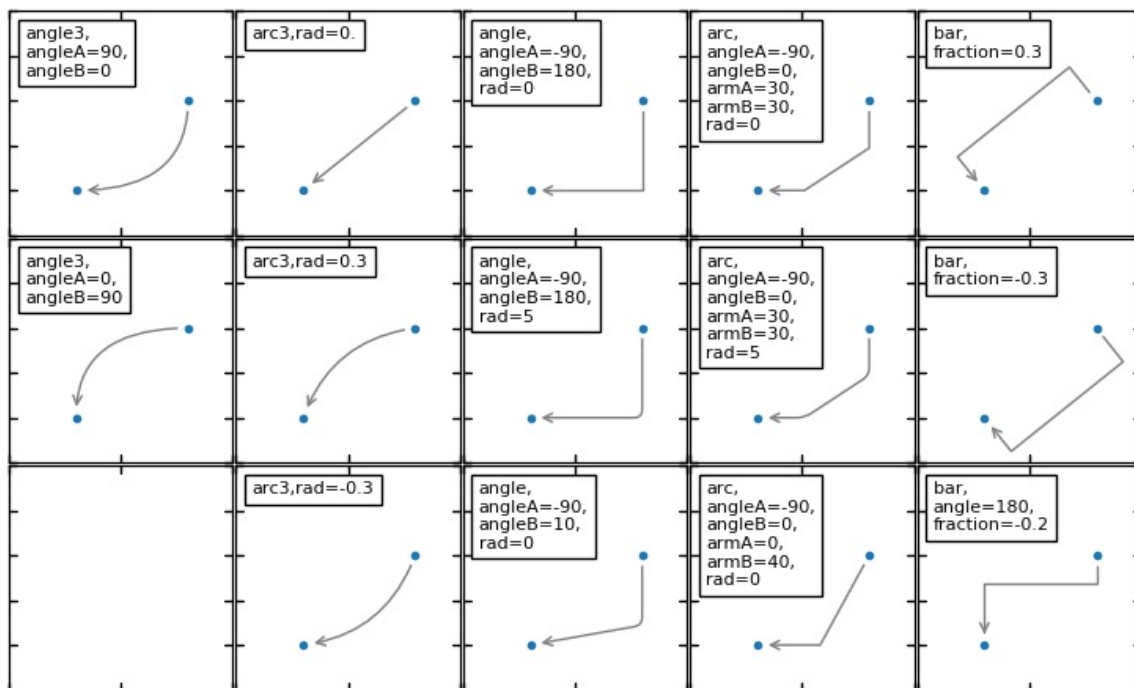 angle3,
angleA=90,
angleB=0
arc3,rad=0.
angle,
angleA=-90,
angleB=180,
rad=0
arc,
angleA=-90,
angleB=0,
armA=30,
armB=30,
rad=0
bar,
fraction=0.3
angle3,
angleA=0,
angleB=90
arc3,rad=0.3
angle,
angleA=-90,
angleB=180,
rad=5
arc,
angleA=-90,
angleB=0,
armA=30,
armB=30,
rad=5
bar,
fraction=-0.3
arc3,rad=-0.3
angle,
angleA=-90,
angleB=10,
rad=0
arc,
angleA=-90,
angleB=0,
armA=0,
armB=40,
rad=0
bar,
angle=180,
fraction=-0.2